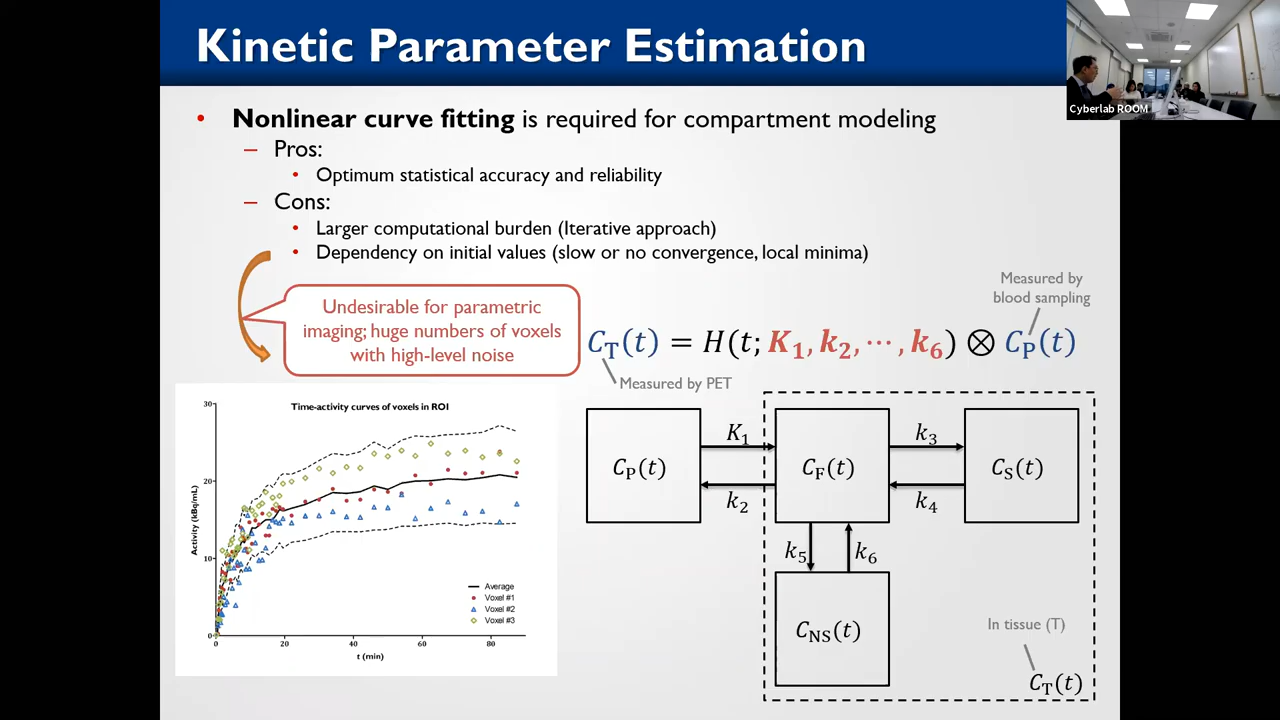 Kinetic Parameter Estimation
Cyberlab ROOM
• Nonlinear curve fitting is required for compartment modeling
– Pros:
• Optimum statistical accuracy and reliability
– Cons:
• Larger computational burden (Iterative approach)
• Dependency on initial values (slow or no convergence, local minima)
Undesirable for parametric
imaging; huge numbers of voxels
with high-level noise
Measured by
blood sampling
C_T(t) = H(t; K_1, k_2, ⋯, k_6) ⊗ C_P(t)
Measured by PET
Time-activity curves of voxels in ROI
Activity (kBq/mL)
30
20
10
0
0 20 40 60 80
t (min)
Average
Voxel #1
Voxel #2
Voxel #3
C_P(t)
K_1
k_2
C_F(t)
k_3
k_4
C_S(t)
k_5
k_6
C_NS(t)
In tissue (T)
C_T(t)